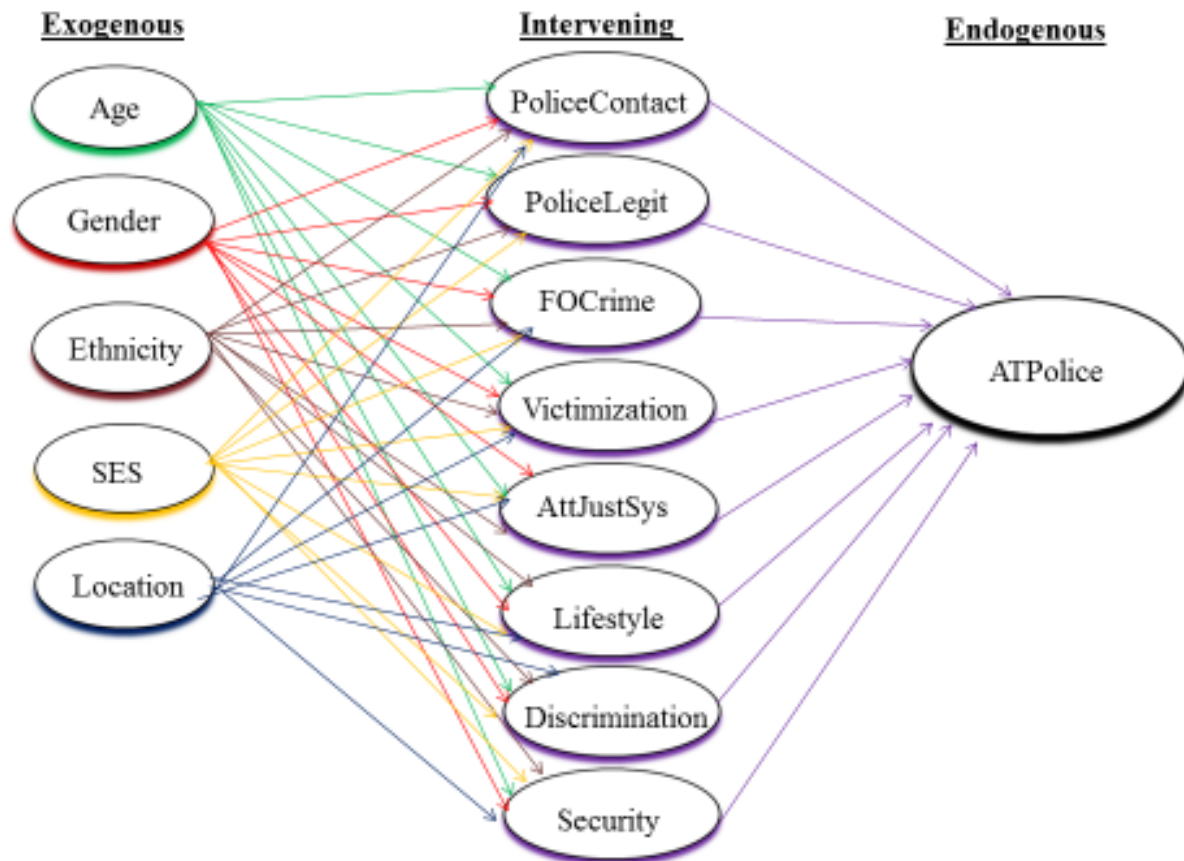 Exogenous
Intervening
Endogenous
Age
Gender
Ethnicity
SES
Location
PoliceContact
PoliceLegit
FOCrime
Victimization
AttJustSys
Lifestyle
Discrimination
Security
ATPolice